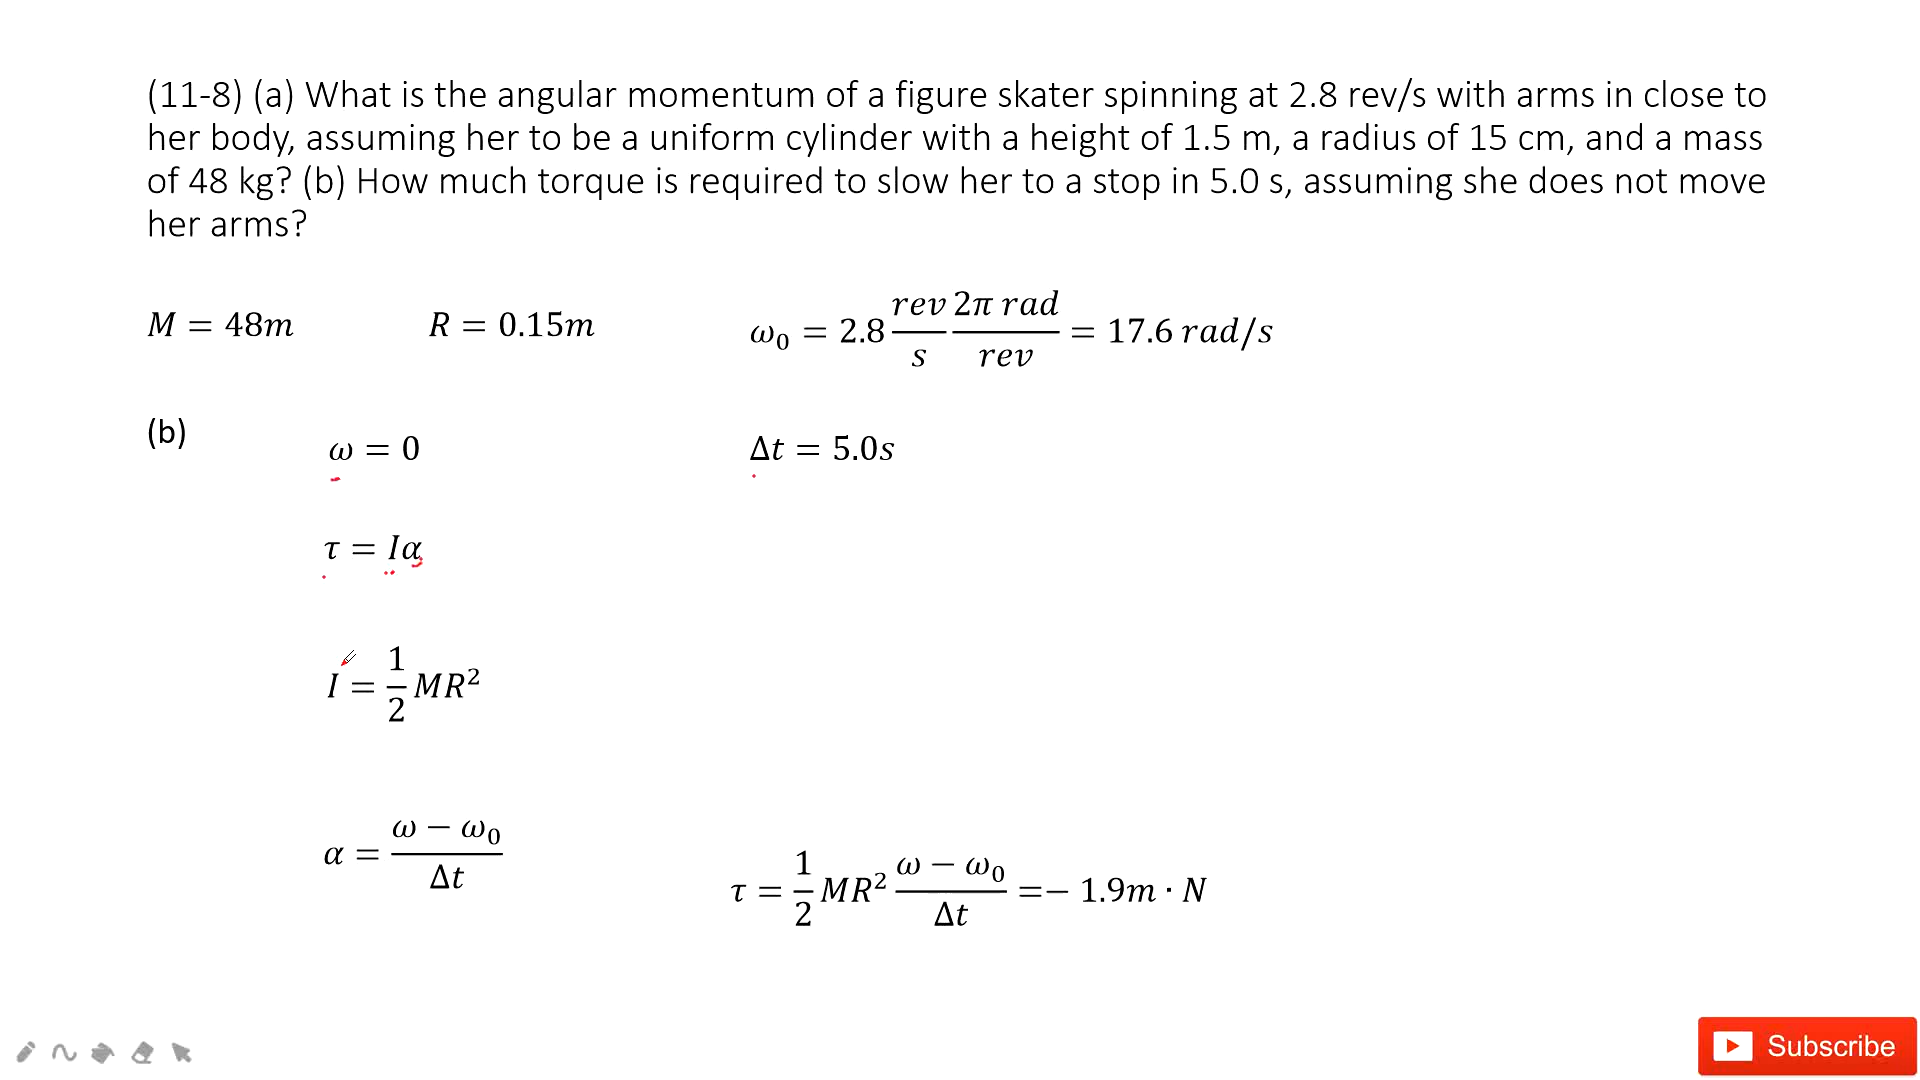 (11-8) (a) What is the angular momentum of a figure skater spinning at 2.8 rev/s with arms in close to
her body, assuming her to be a uniform cylinder with a height of 1.5 m, a radius of 15 cm, and a mass
of 48 kg? (b) How much torque is required to slow her to a stop in 5.0 s, assuming she does not move
her arms?
M = 48m R = 0.15m ω₀ = 2.8 rev/s 2π rad/rev = 17.6 rad/s
(b) ω = 0 Δt = 5.0s
τ = Iα
I = 1/2 MR²
α = (ω − ω₀)/Δt
τ = 1/2 MR² (ω − ω₀)/Δt =− 1.9m · N
Subscribe